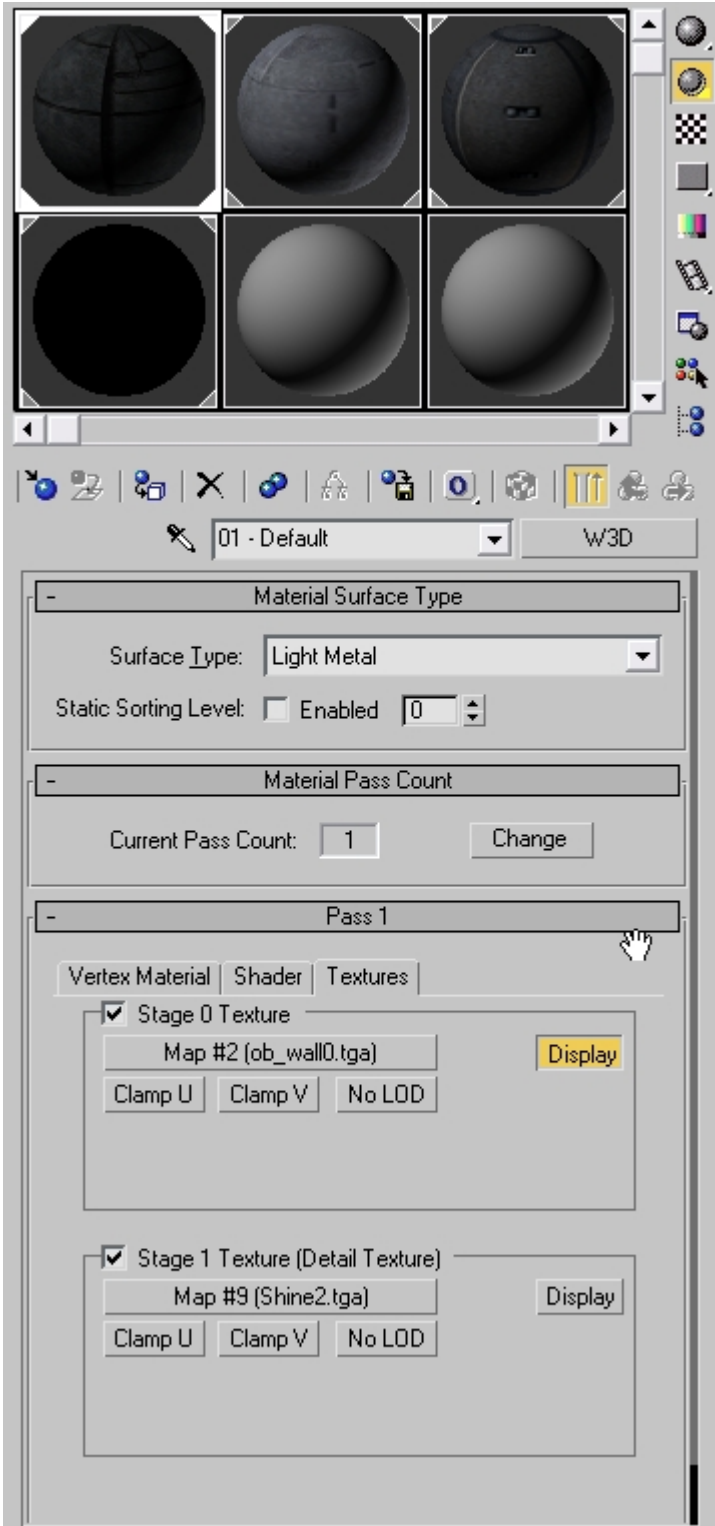 01 - Default W3D
- Material Surface Type
Surface Type: Light Metal
Static Sorting Level: Enabled 0
- Material Pass Count
Current Pass Count: 1 Change
- Pass 1
Vertex Material Shader Textures
Stage 0 Texture
Map #2 (ob_wall0.tga) Display
Clamp U Clamp V No LOD
Stage 1 Texture (Detail Texture)
Map #9 (Shine2.tga) Display
Clamp U Clamp V No LOD